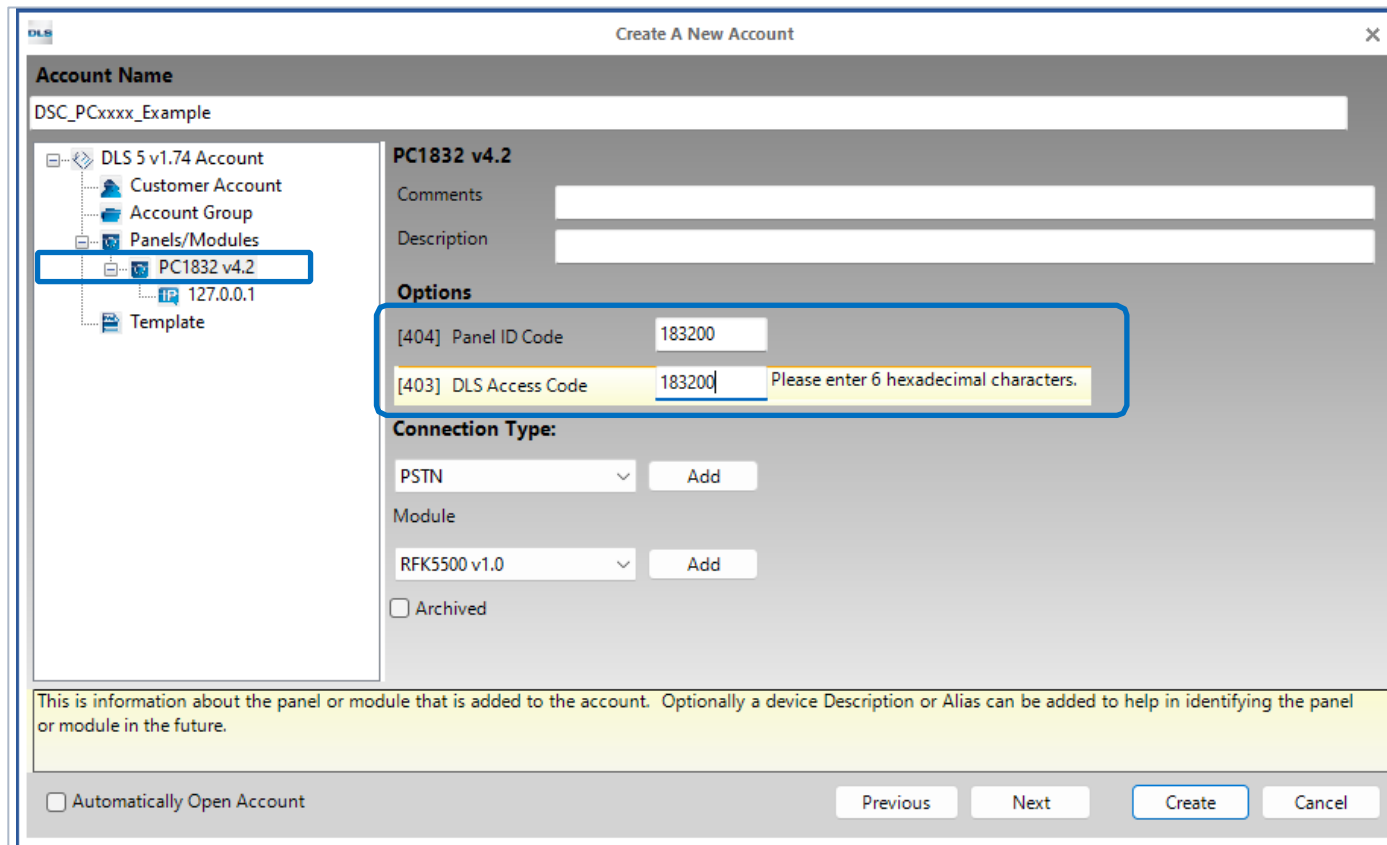 DLS
Create A New Account
Account Name
DSC_PCxxxx_Example
DLS 5 v1.74 Account
Customer Account
Account Group
Panels/Modules
PC1832 v4.2
IP 127.0.0.1
Template
PC1832 v4.2
Comments
Description
Options
[404] Panel ID Code 183200
[403] DLS Access Code 183200 Please enter 6 hexadecimal characters.
Connection Type:
PSTN Add
Module
RFK5500 v1.0 Add
Archived
This is information about the panel or module that is added to the account. Optionally a device Description or Alias can be added to help in identifying the panel
or module in the future.
Automatically Open Account
Previous Next Create Cancel